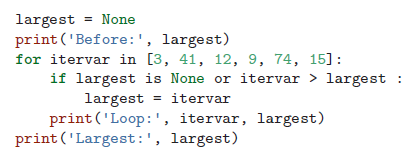 largest = None
print('Before:', largest)
for itervar in [3, 41, 12, 9, 74, 15]:
    if largest is None or itervar > largest :
        largest = itervar
    print('Loop:', itervar, largest)
print('Largest:', largest)